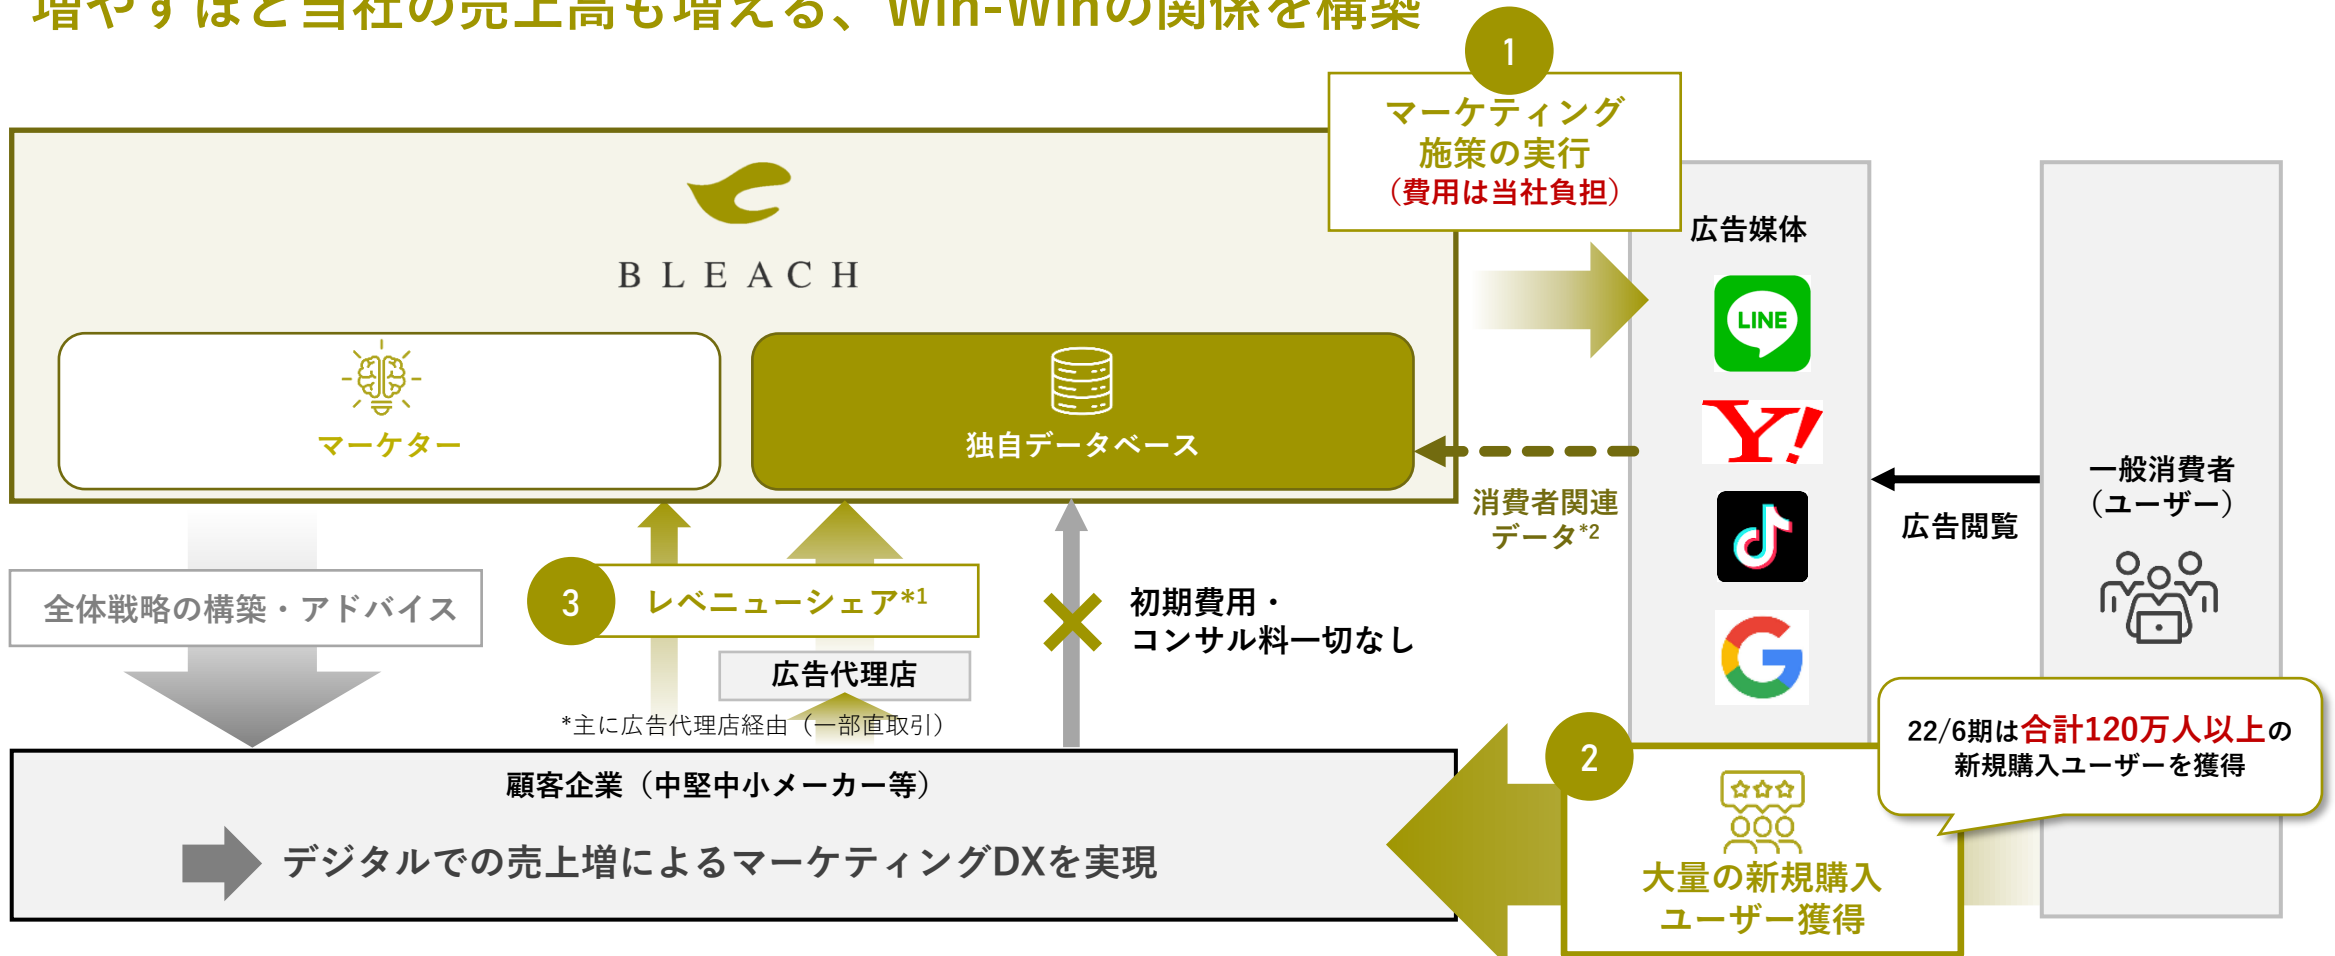 増やすほど当社の売上高も増える、Win-Winの関係を構築
1
マーケティング
施策の実行
（費用は当社負担）
BLEACH
マーケター
独自データベース
広告媒体
LINE
Y!
消費者関連
データ*2
広告閲覧
一般消費者
（ユーザー）
全体戦略の構築・アドバイス
3
レベニューシェア*1
広告代理店
*主に広告代理店経由（一部直取引）
初期費用・
コンサル料一切なし
顧客企業（中堅中小メーカー等）
デジタルでの売上増によるマーケティングDXを実現
2
大量の新規購入
ユーザー獲得
22/6期は合計120万人以上の
新規購入ユーザーを獲得